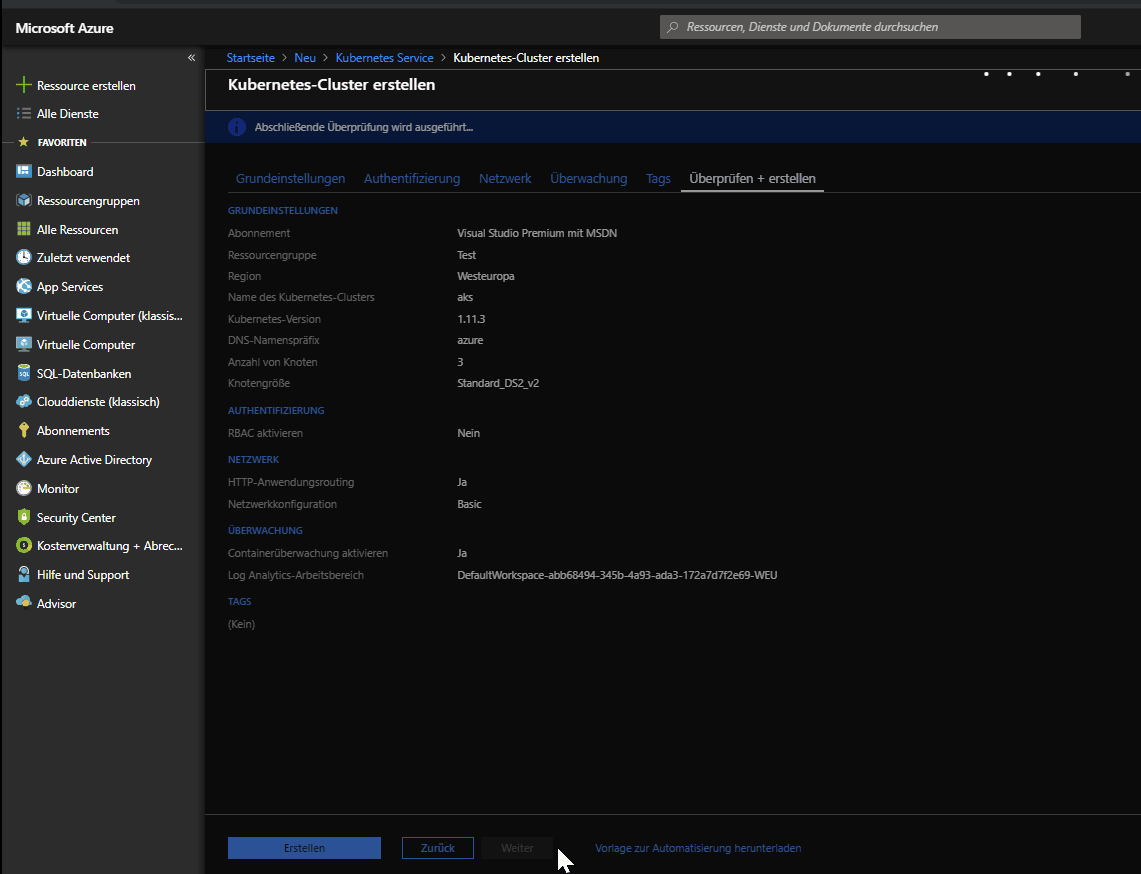 Microsoft Azure
Ressourcen, Dienste und Dokumente durchsuchen
«
Ressource erstellen
Alle Dienste
FAVORITEN
Dashboard
Ressourcengruppen
Alle Ressourcen
Zuletzt verwendet
App Services
Virtuelle Computer (klassis...
Virtuelle Computer
SQL-Datenbanken
Clouddienste (klassisch)
Abonnements
Azure Active Directory
Monitor
Security Center
Kostenverwaltung + Abrec...
Hilfe und Support
Advisor
Startseite > Neu > Kubernetes Service > Kubernetes-Cluster erstellen
Kubernetes-Cluster erstellen
Abschließende Überprüfung wird ausgeführt...
Grundeinstellungen Authentifizierung Netzwerk Überwachung Tags Überprüfen + erstellen
GRUNDEINSTELLUNGEN
Abonnement Visual Studio Premium mit MSDN
Ressourcengruppe Test
Region Westeuropa
Name des Kubernetes-Clusters aks
Kubernetes-Version 1.11.3
DNS-Namenspräfix azure
Anzahl von Knoten 3
Knotengröße Standard_DS2_v2
AUTHENTIFIZIERUNG
RBAC aktivieren Nein
NETZWERK
HTTP-Anwendungsrouting Ja
Netzwerkkonfiguration Basic
ÜBERWACHUNG
Containerüberwachung aktivieren Ja
Log Analytics-Arbeitsbereich DefaultWorkspace-abb68494-345b-4a93-ada3-172a7d7f2e69-WEU
TAGS
(Kein)
Erstellen Zurück Weiter Vorlage zur Automatisierung herunterladen